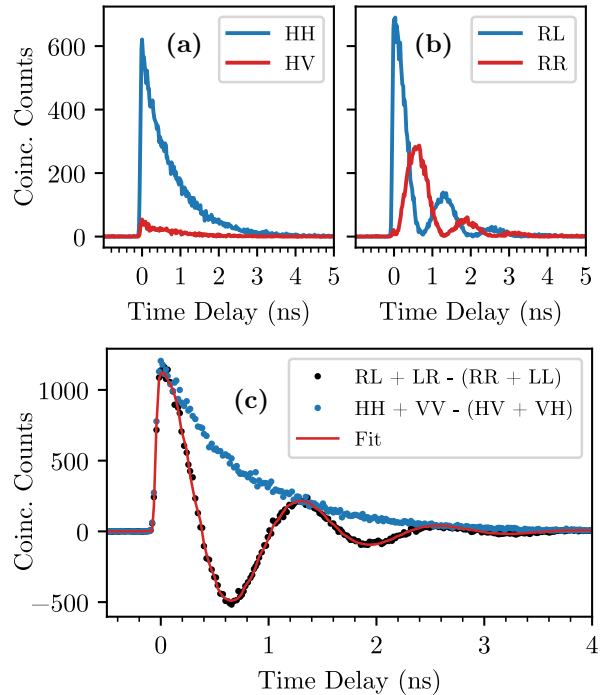 (a)
HH
HV
(b)
RL
RR
600
400
200
0
Coinc. Counts
0 1 2 3 4 5
0 1 2 3 4 5
Time Delay (ns)
Time Delay (ns)
(c)
RL + LR - (RR + LL)
HH + VV - (HV + VH)
Fit
1000
500
0
−500
Coinc. Counts
0 1 2 3 4
Time Delay (ns)